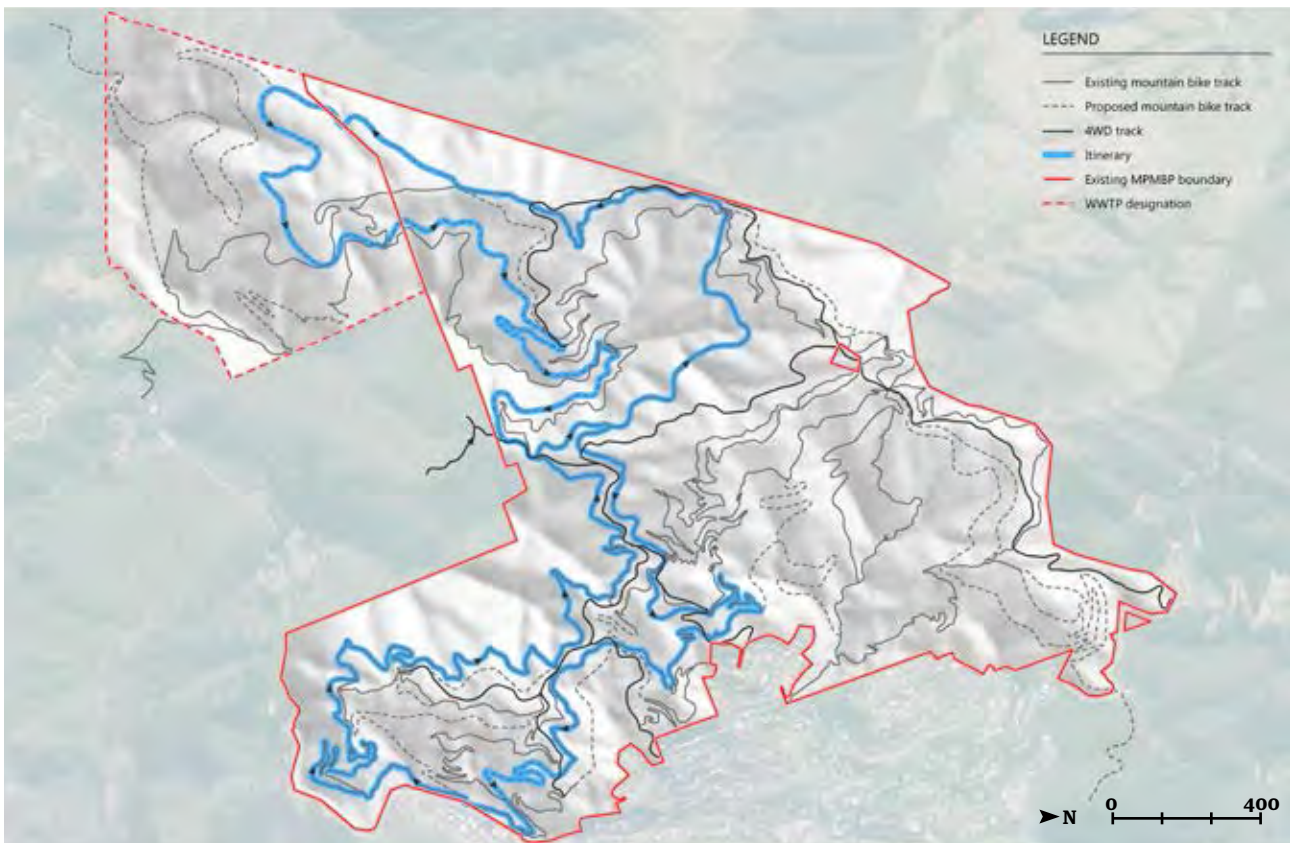 LEGEND
Existing mountain bike track
Proposed mountain bike track
4WD track
Itinerary
Existing MPMBP boundary
WWTP designation
N
0 400